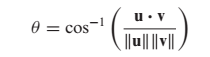 θ = cos⁻¹ ( u • v / ‖u‖‖v‖ )